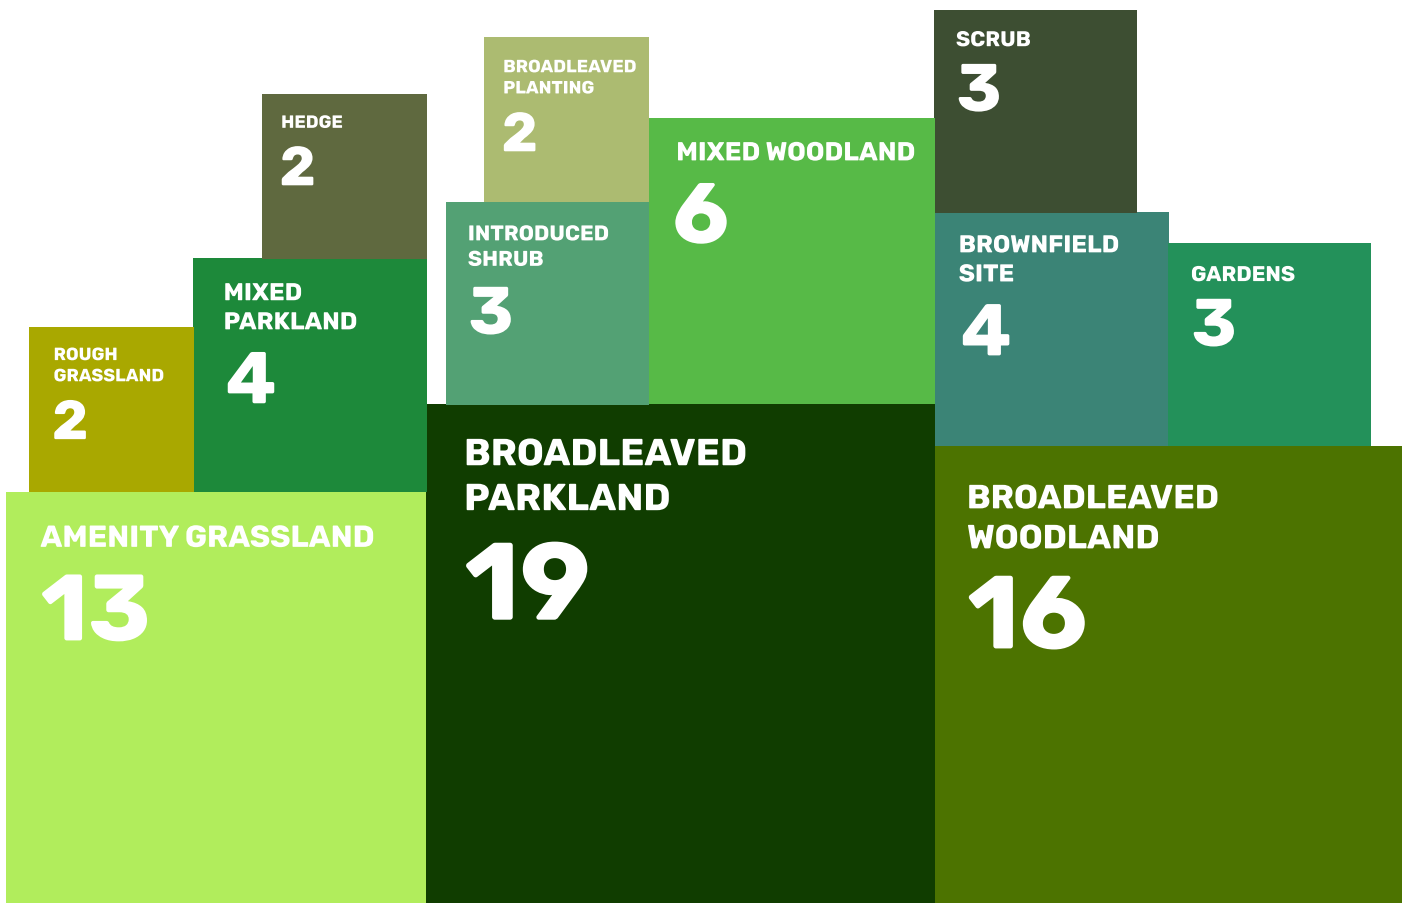 SCRUB
3
BROADLEAVED
PLANTING
2
HEDGE
2
MIXED WOODLAND
6
INTRODUCED
SHRUB
3
BROWNFIELD
SITE
4
GARDENS
3
MIXED
PARKLAND
4
ROUGH
GRASSLAND
2
AMENITY GRASSLAND
13
BROADLEAVED
PARKLAND
19
BROADLEAVED
WOODLAND
16